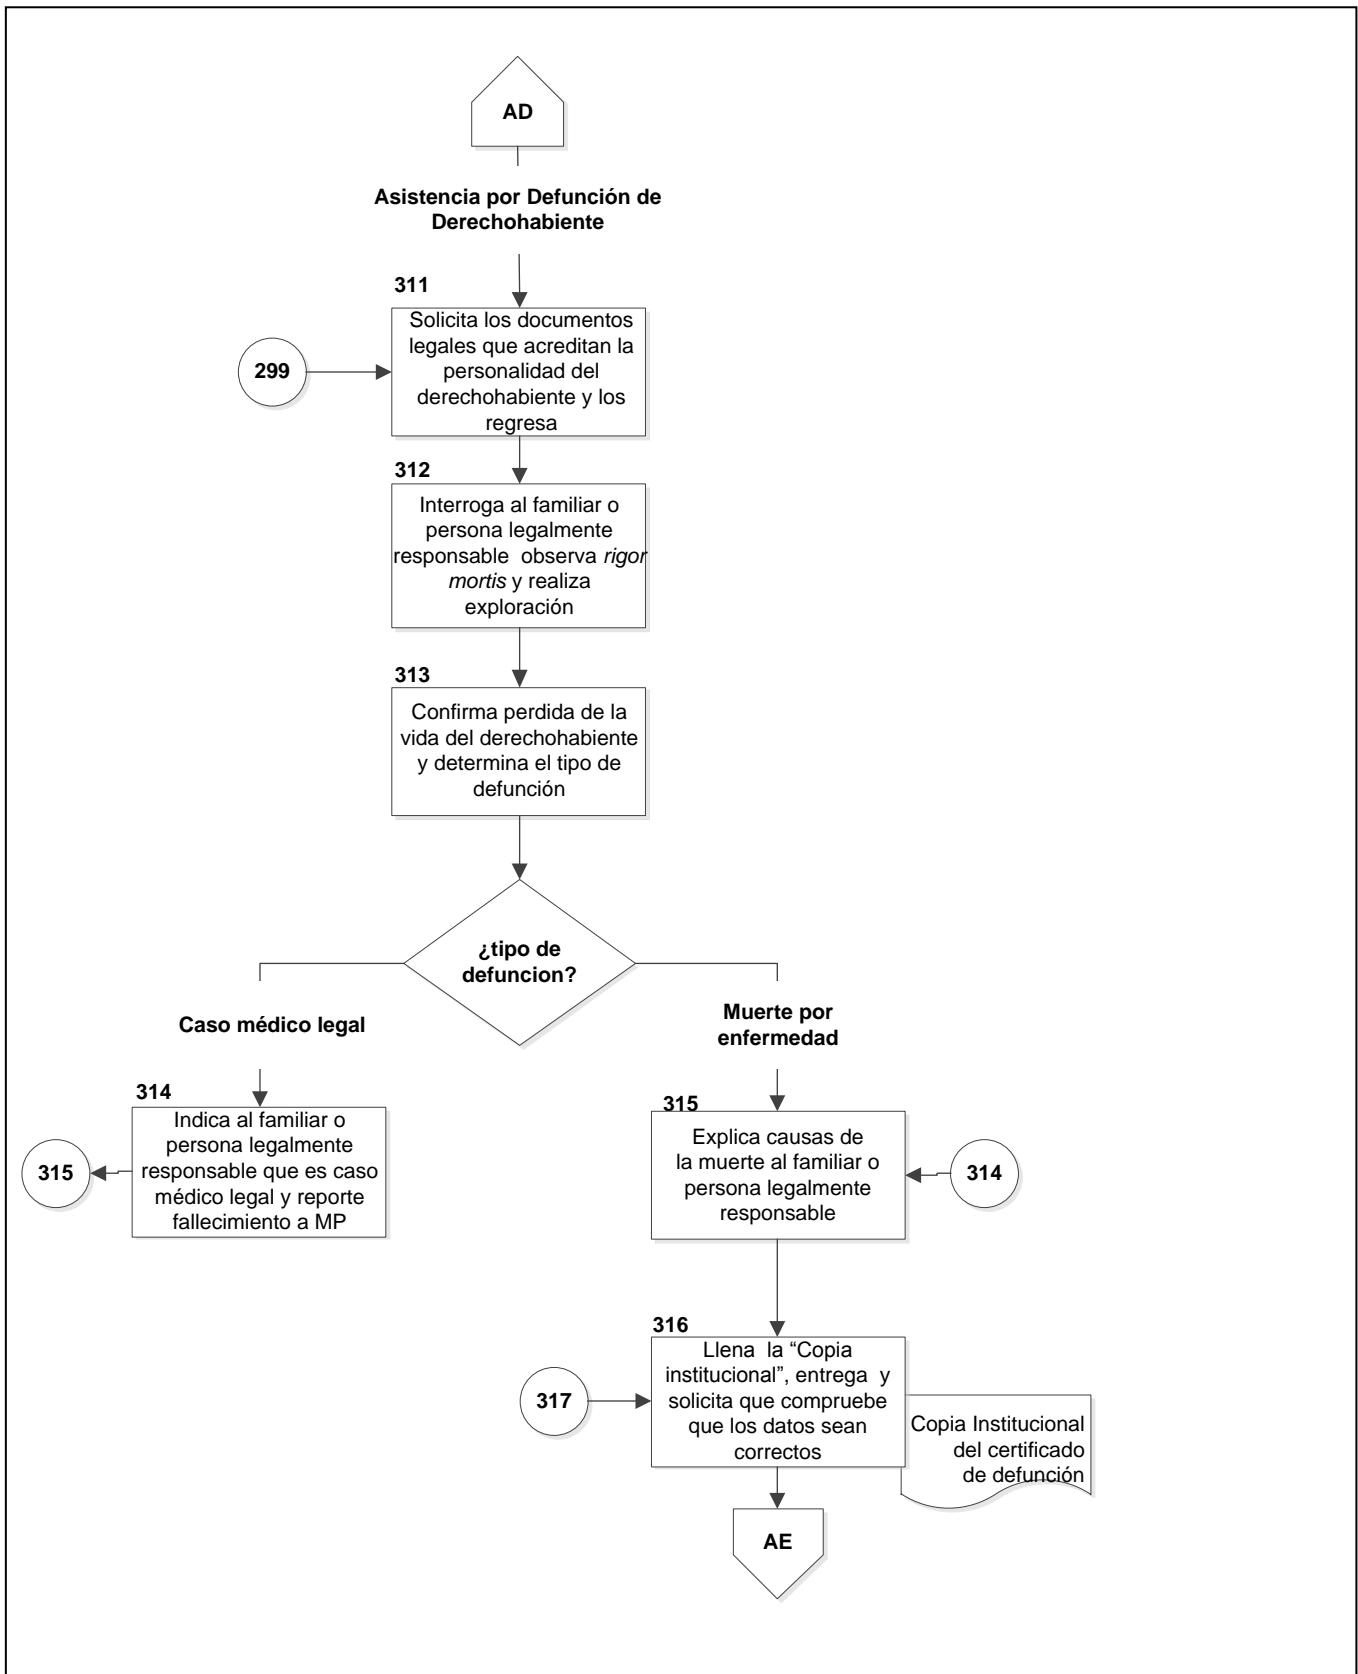 AD
Asistencia por Defunción de
Derechohabiente
311
Solicita los documentos
legales que acreditan la
personalidad del
derechohabiente y los
regresa
299
312
Interroga al familiar o
persona legalmente
responsable observa rigor
mortis y realiza
exploración
313
Confirma perdida de la
vida del derechohabiente
y determina el tipo de
defunción
¿tipo de
defuncion?
Caso médico legal
Muerte por
enfermedad
314
Indica al familiar o
persona legalmente
responsable que es caso
médico legal y reporte
fallecimiento a MP
315
315
Explica causas de
la muerte al familiar o
persona legalmente
responsable
314
316
Llena la “Copia
institucional”, entrega y
solicita que compruebe
que los datos sean
correctos
317
Copia Institucional
del certificado
de defunción
AE